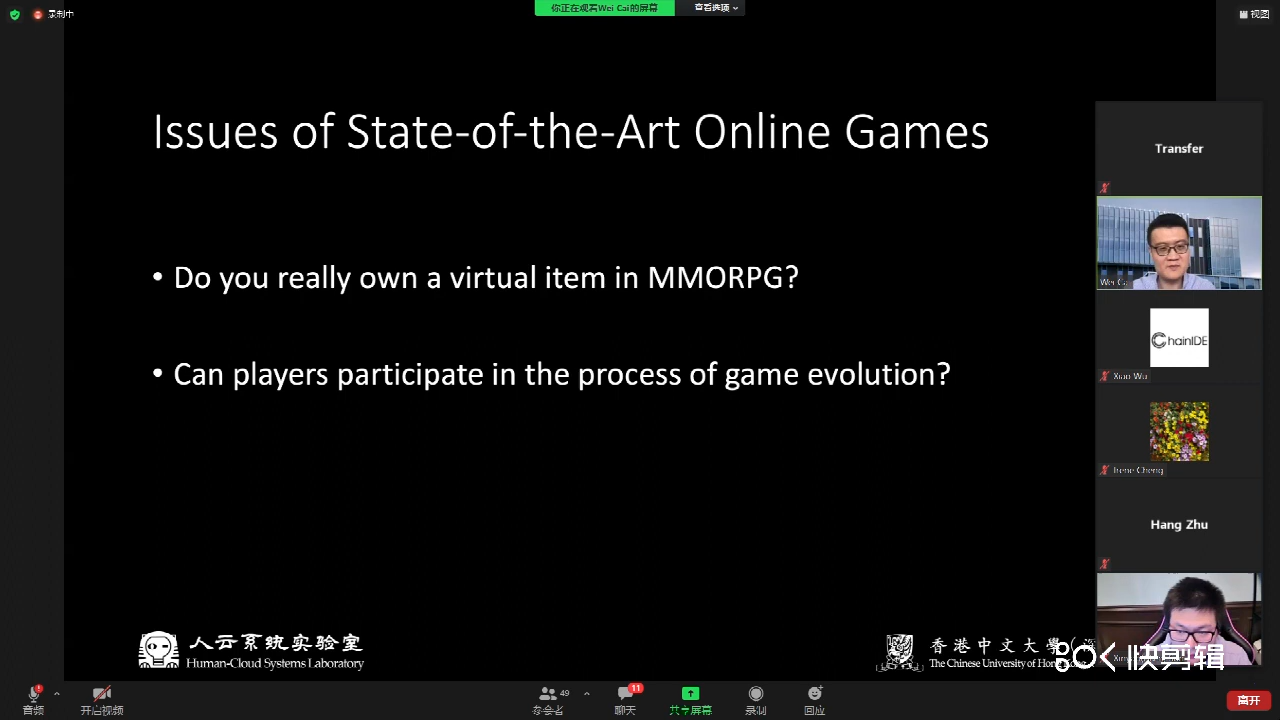 录制中
你正在观看Wei Cai的屏幕
查看选项
视图
Issues of State-of-the-Art Online Games
• Do you really own a virtual item in MMORPG?
• Can players participate in the process of game evolution?
Transfer
Wei Ca
ChainIDE
Xiao Wu
Irene Cheng
Hang Zhu
人云系統实验室
Human-Cloud Systems Laboratory
香港中文大學
The Chinese University of Hon
快剪辑
音频
开启视频
49
参会者
11
聊天
共享屏幕
录制
回应
离开